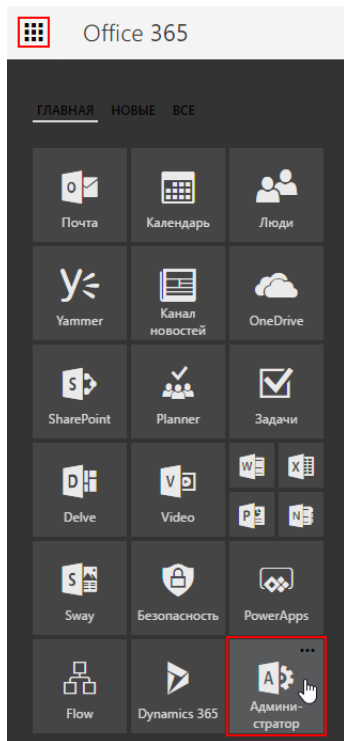 Office 365
ГЛАВНАЯ НОВЫЕ ВСЕ
Почта Календарь Люди
Yammer Канал новостей OneDrive
SharePoint Planner Задачи
Delve Video
Sway Безопасность PowerApps
Flow Dynamics 365 Админи-
стратор